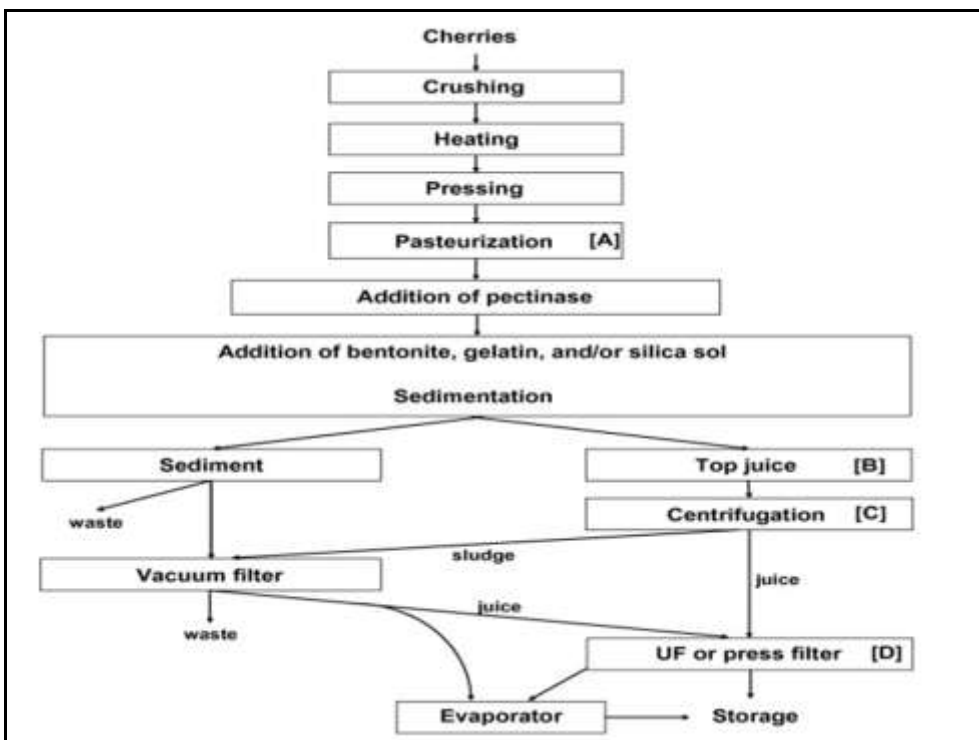 Cherries
Crushing
Heating
Pressing
Pasteurization [A]
Addition of pectinase
Addition of bentonite, gelatin, and/or silica sol
Sedimentation
Sediment
Top juice [B]
waste
Centrifugation [C]
sludge
Vacuum filter
juice
waste
juice
UF or press filter [D]
Evaporator
Storage